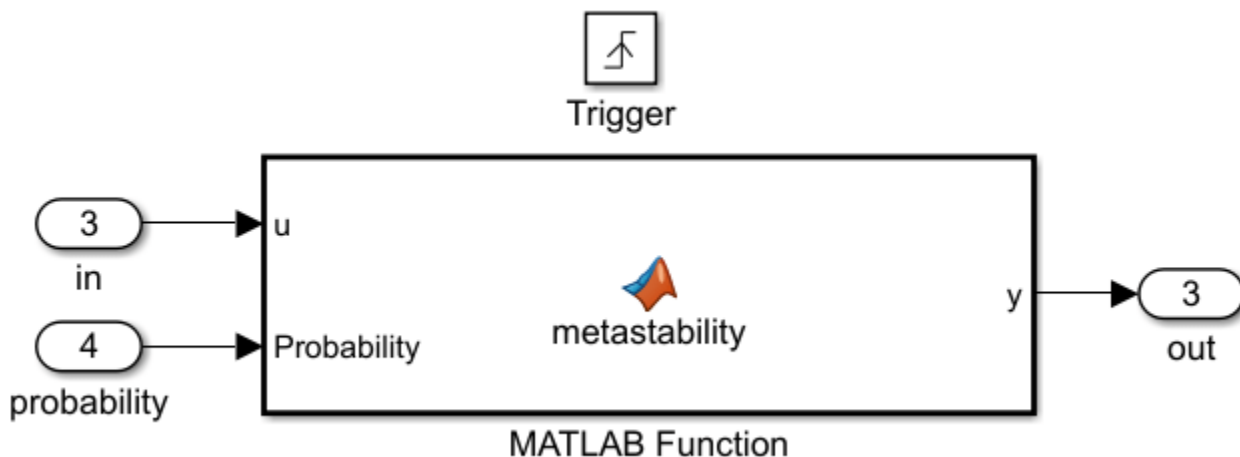 Trigger
3
u
in
metastability
y
3
out
4
Probability
probability
MATLAB Function